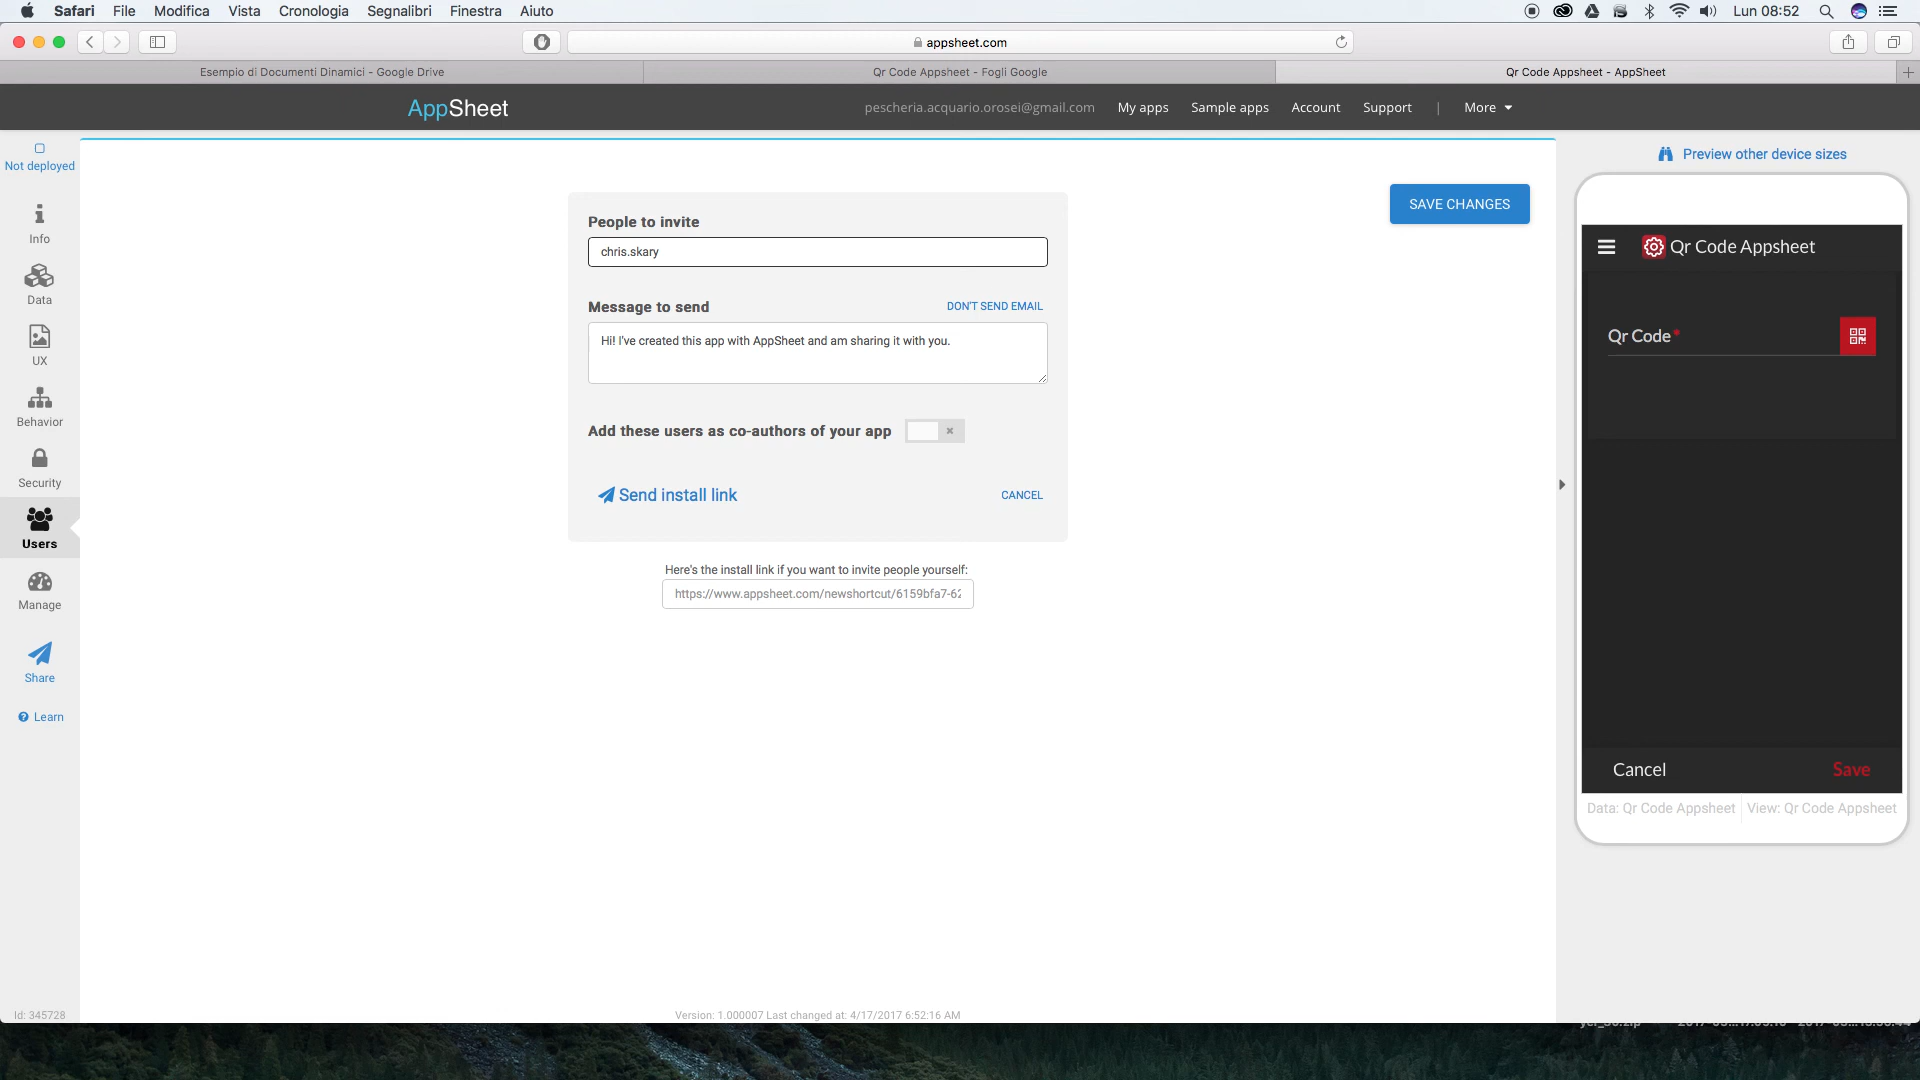 Safari File Modifica Vista Cronologia Segnalibri Finestra Aiuto
Lun 08:52
appsheet.com
Esempio di Documenti Dinamici - Google Drive
Qr Code Appsheet - Fogli Google
Qr Code Appsheet - AppSheet
AppSheet
pescheria.acquario.orosei@gmail.com My apps Sample apps Account Support | More
Not deployed
Info
Data
UX
Behavior
Security
Users
Manage
Share
Learn
Id: 345728
People to invite
chris.skary
Message to send
DON'T SEND EMAIL
Hi! I've created this app with AppSheet and am sharing it with you.
Add these users as co-authors of your app
Send install link
CANCEL
Here's the install link if you want to invite people yourself:
https://www.appsheet.com/newshortcut/6159bfa7-62
Version: 1.000007 Last changed at: 4/17/2017 6:52:16 AM
SAVE CHANGES
Preview other device sizes
Qr Code Appsheet
Qr Code*
Cancel
Save
Data: Qr Code Appsheet
View: Qr Code Appsheet